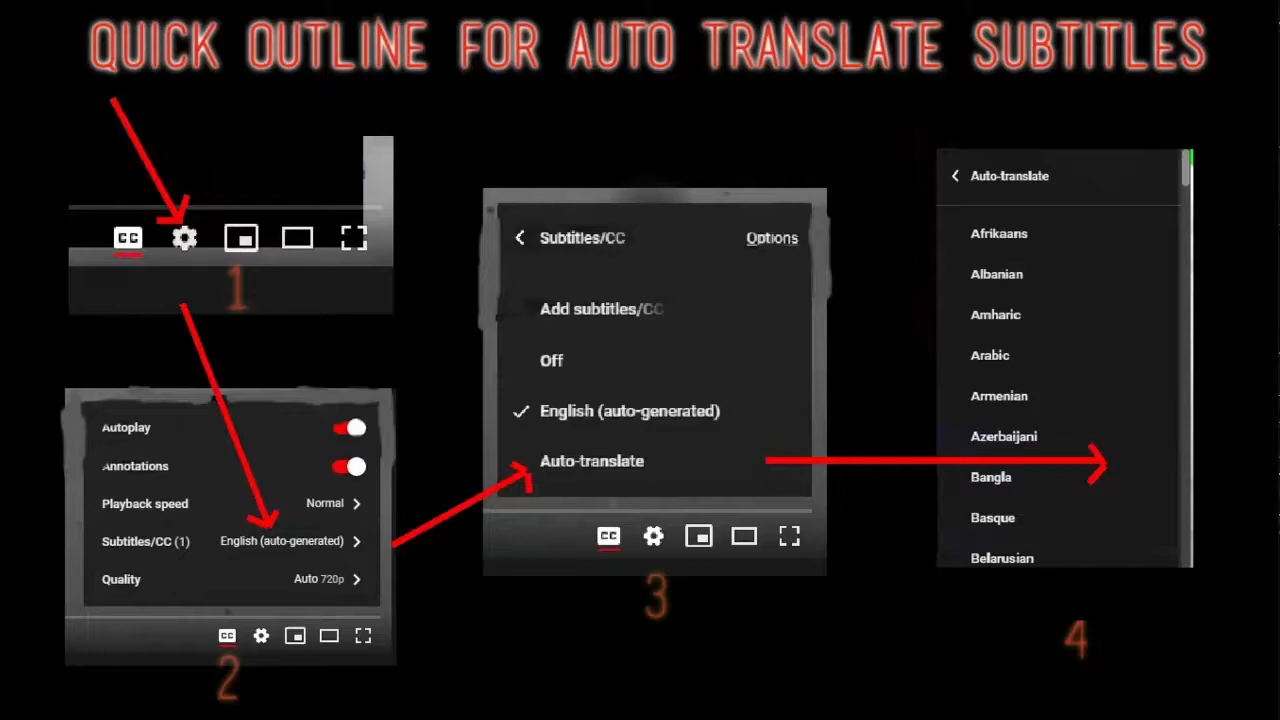 QUICK OUTLINE FOR AUTO TRANSLATE SUBTITLES
CC
1
Autoplay
Annotations
Playback speed Normal
Subtitles/CC (1) English (auto-generated)
Quality Auto 720p
CC
2
Subtitles/CC Options
Add subtitles/CC
Off
English (auto-generated)
Auto-translate
CC
3
Auto-translate
Afrikaans
Albanian
Amharic
Arabic
Armenian
Azerbaijani
Bangla
Basque
Belarusian
4